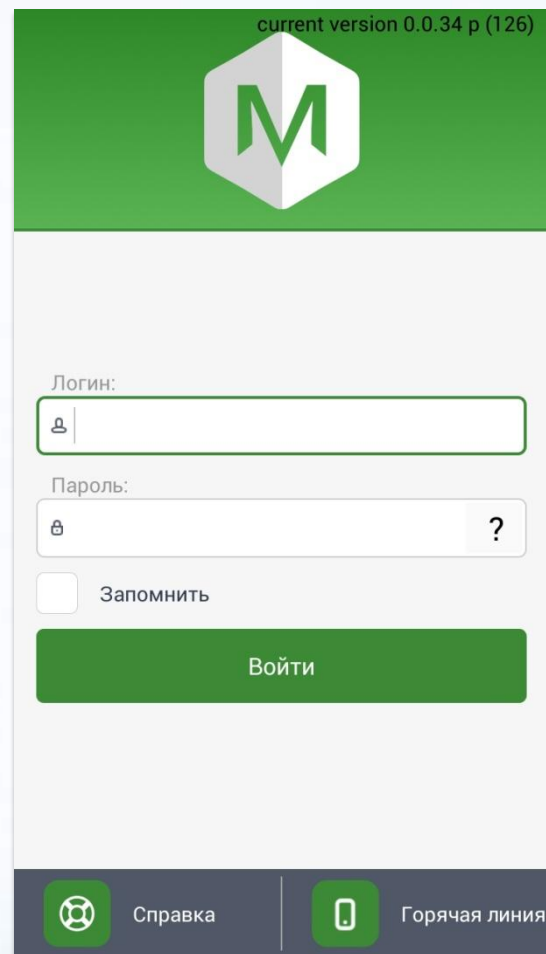 current version 0.0.34 p (126)
M
Логин:
Пароль:
?
Запомнить
Войти
Справка
Горячая линия